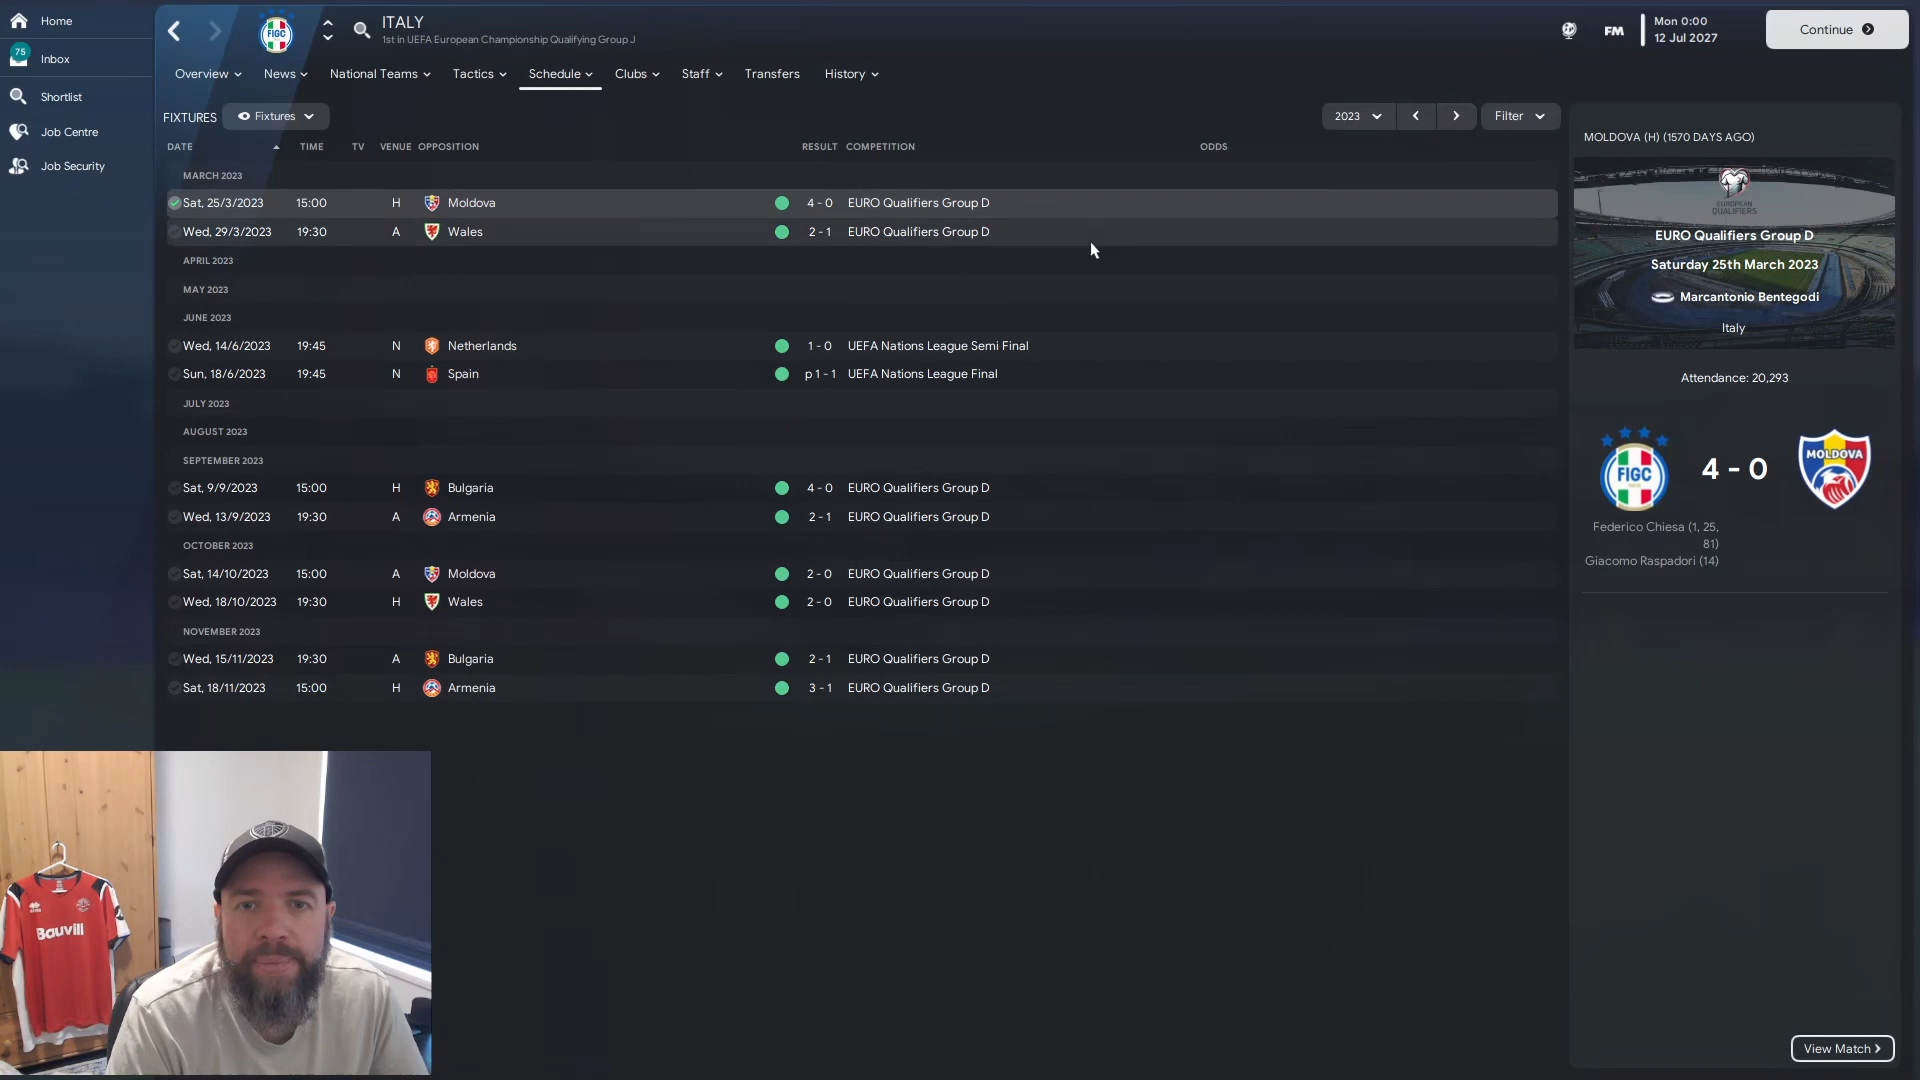 Home
75
Inbox
Shortlist
Job Centre
Job Security
FIGC
ITALY
1st in UEFA European Championship Qualifying Group J
FM
Mon 0:00
12 Jul 2027
Continue
Overview
News
National Teams
Tactics
Schedule
Clubs
Staff
Transfers
History
FIXTURES
Fixtures
2023
Filter
DATE TIME TV VENUE OPPOSITION RESULT COMPETITION ODDS
MARCH 2023
Sat, 25/3/2023 15:00 H Moldova 4 - 0 EURO Qualifiers Group D
Wed, 29/3/2023 19:30 A Wales 2 - 1 EURO Qualifiers Group D
APRIL 2023
MAY 2023
JUNE 2023
Wed, 14/6/2023 19:45 N Netherlands 1 - 0 UEFA Nations League Semi Final
Sun, 18/6/2023 19:45 N Spain p 1 - 1 UEFA Nations League Final
JULY 2023
AUGUST 2023
SEPTEMBER 2023
Sat, 9/9/2023 15:00 H Bulgaria 4 - 0 EURO Qualifiers Group D
Wed, 13/9/2023 19:30 A Armenia 2 - 1 EURO Qualifiers Group D
OCTOBER 2023
Sat, 14/10/2023 15:00 A Moldova 2 - 0 EURO Qualifiers Group D
Wed, 18/10/2023 19:30 H Wales 2 - 0 EURO Qualifiers Group D
NOVEMBER 2023
Wed, 15/11/2023 19:30 A Bulgaria 2 - 1 EURO Qualifiers Group D
Sat, 18/11/2023 15:00 H Armenia 3 - 1 EURO Qualifiers Group D
MOLDOVA (H) (1570 DAYS AGO)
EUROPEAN
QUALIFIERS
EURO Qualifiers Group D
Saturday 25th March 2023
Marcantonio Bentegodi
Italy
Attendance: 20,293
FIGC
4 - 0
MOLDOVA
Federico Chiesa (1, 25,
81)
Giacomo Raspadori (14)
View Match
Bauvill